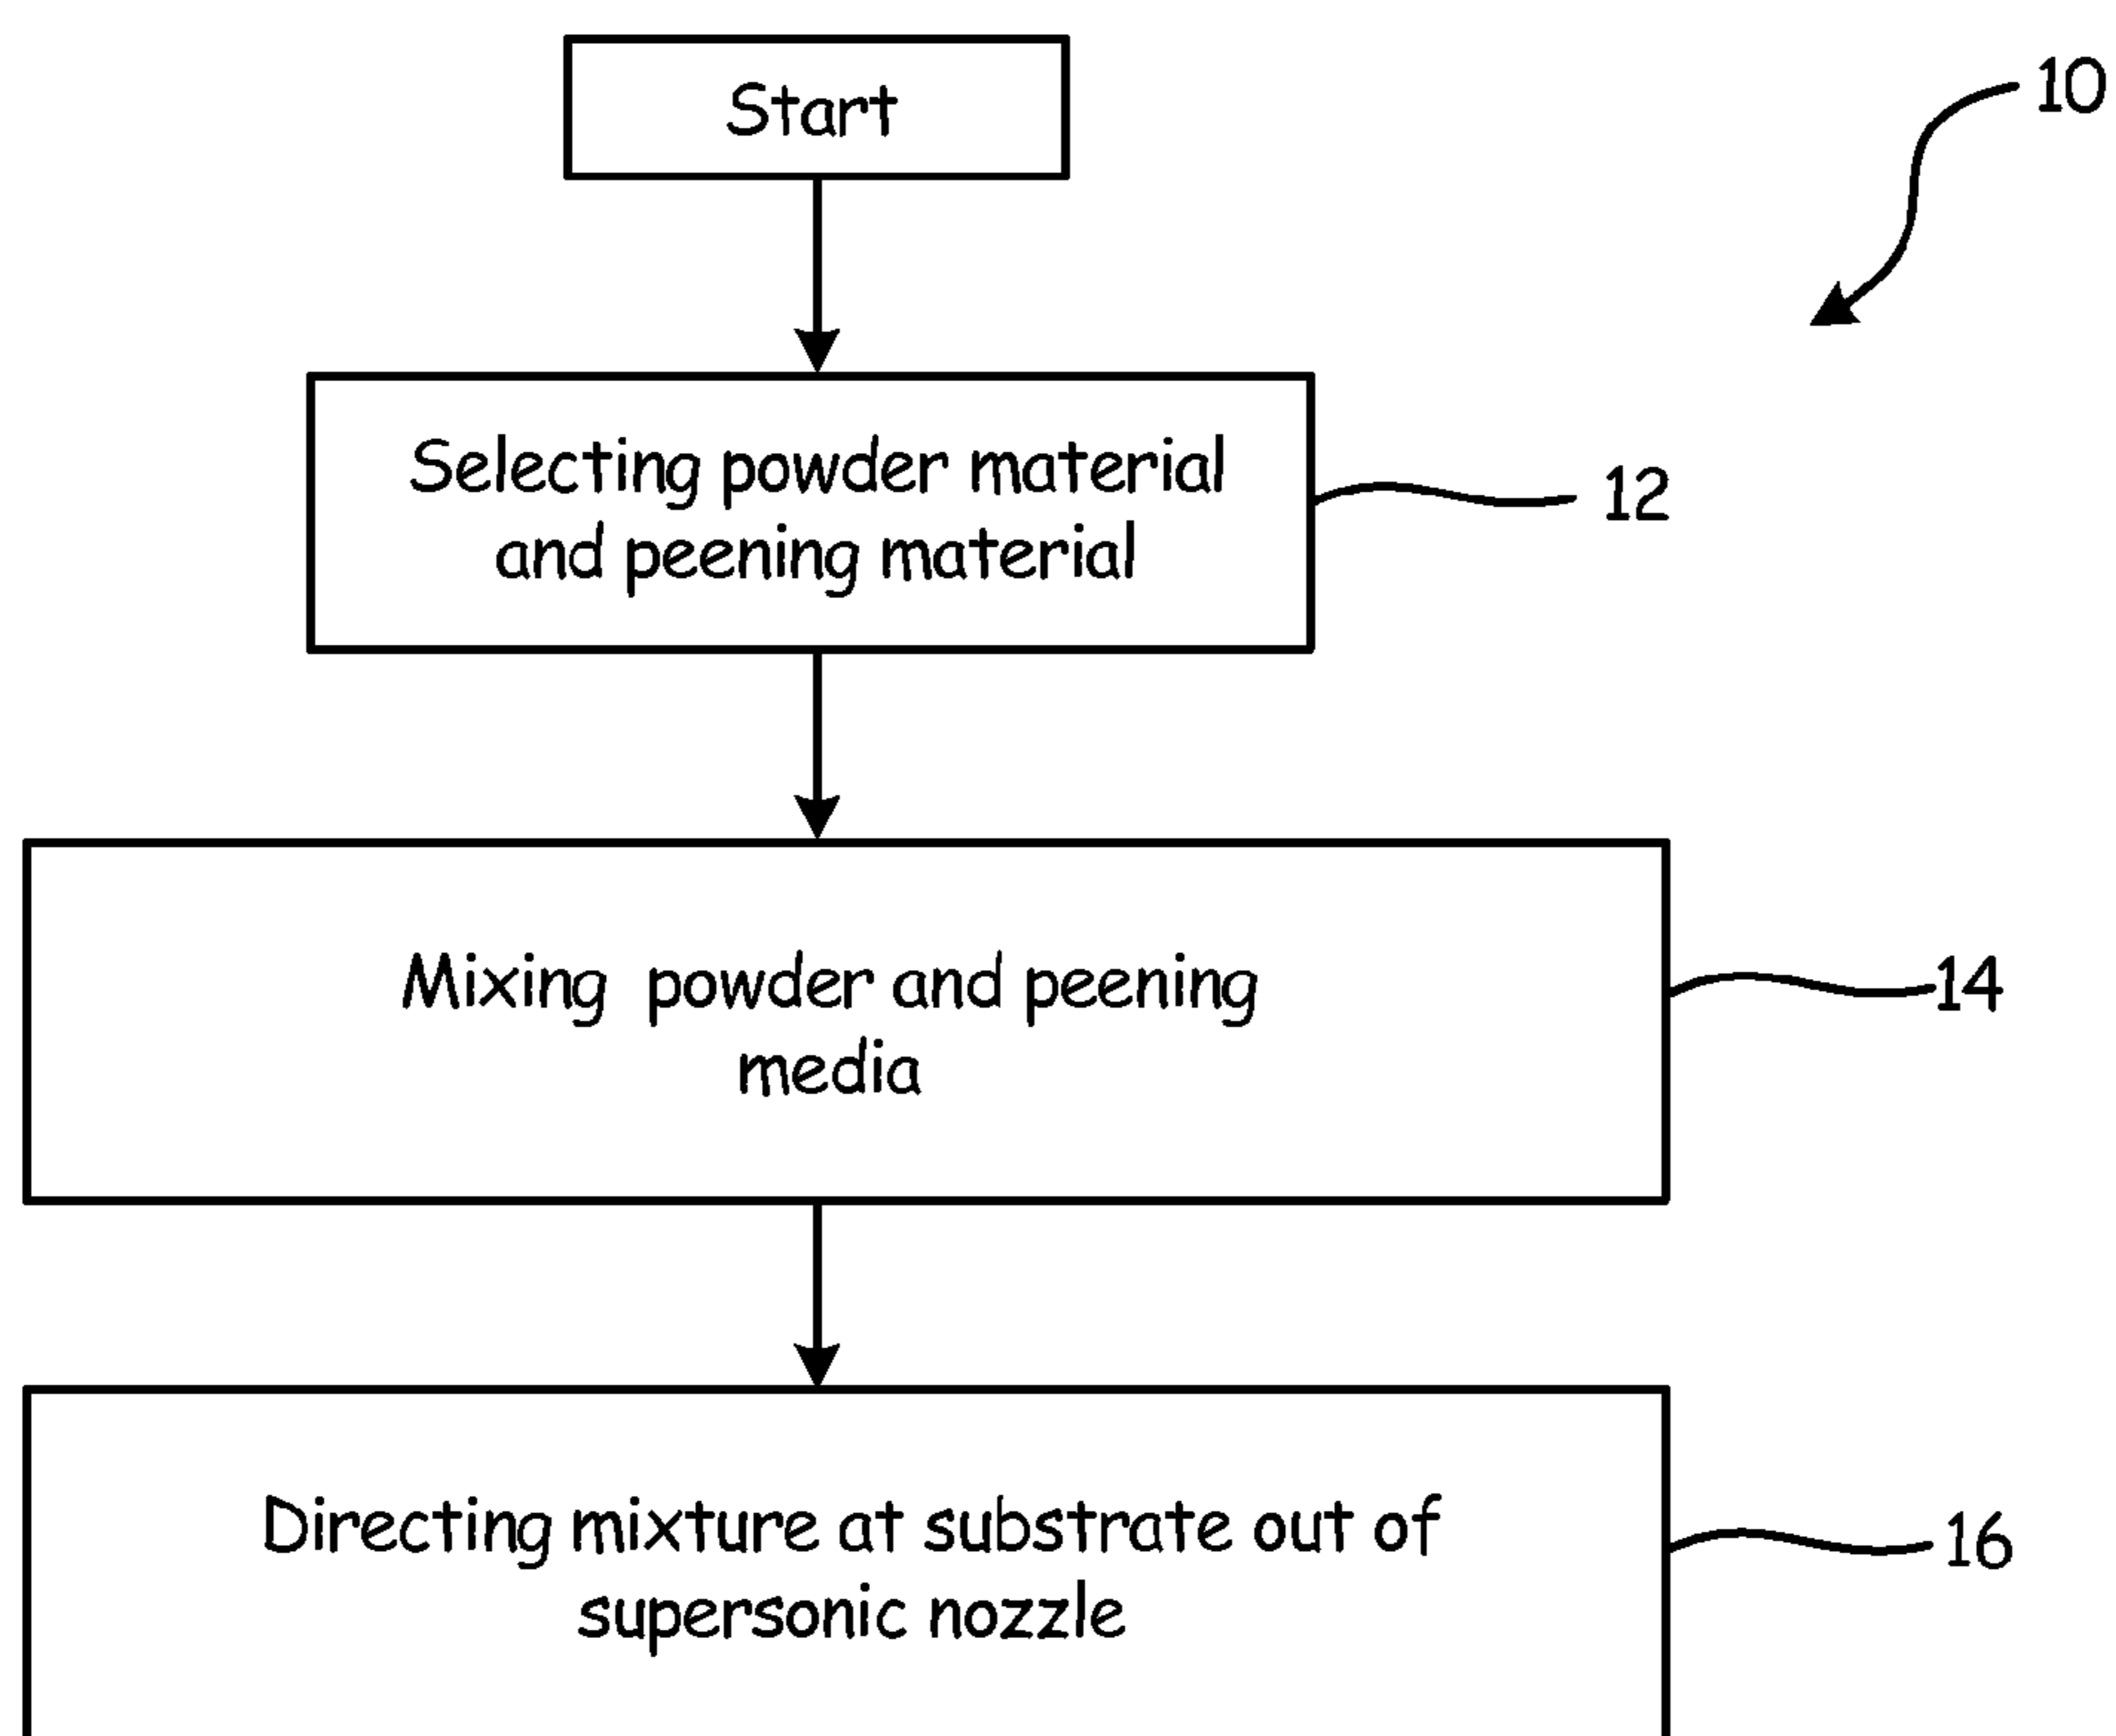 Start
10
Selecting powder material
and peening material
12
Mixing powder and peening
media
14
Directing mixture at substrate out of
supersonic nozzle
16